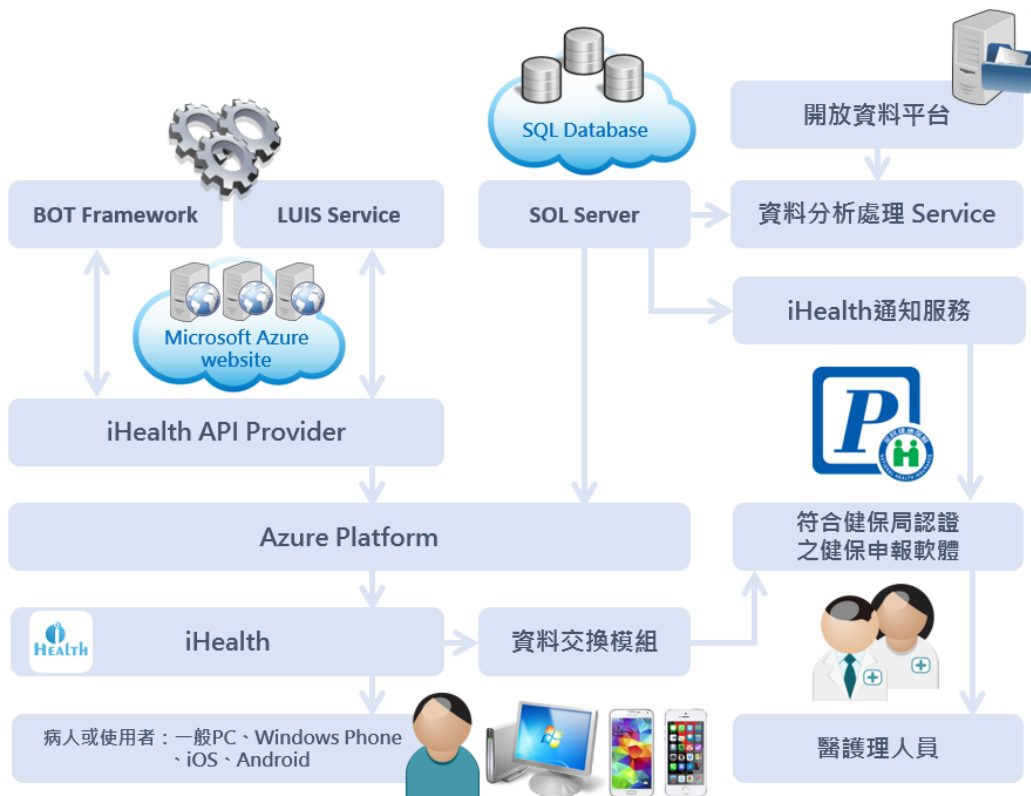 SQL Database
開放資料平台
BOT Framework
LUIS Service
SOL Server
資料分析處理 Service
Microsoft Azure
website
iHealth通知服務
iHealth API Provider
P
Azure Platform
符合健保局認證
之健保申報軟體
HEALTH
iHealth
資料交換模組
病人或使用者：一般PC、Windows Phone
、iOS、Android
醫護理人員